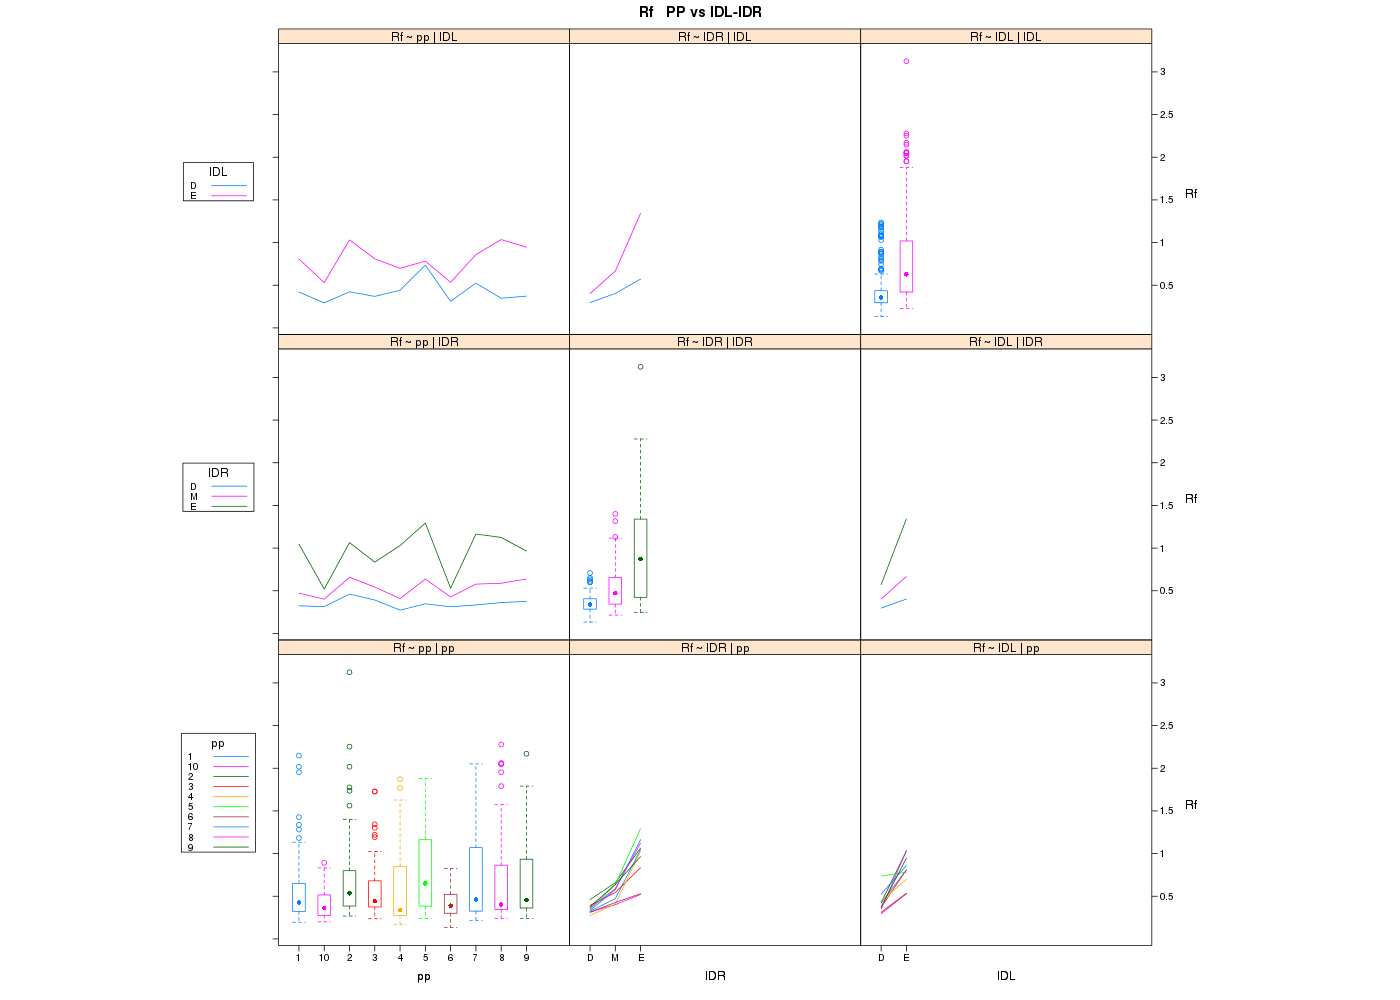 Rf   PP vs IDL-IDR
Rf ~ pp | IDL
Rf ~ IDR | IDL
Rf ~ IDL | IDL
3
2.5
2
1.5
1
0.5
Rf
IDL
D
E
Rf ~ pp | IDR
Rf ~ IDR | IDR
Rf ~ IDL | IDR
3
2.5
2
1.5
1
0.5
Rf
IDR
D
M
E
Rf ~ pp | pp
Rf ~ IDR | pp
Rf ~ IDL | pp
3
2.5
2
1.5
1
0.5
Rf
pp
1
10
2
3
4
5
6
7
8
9
1 10 2 3 4 5 6 7 8 9
D M E
D E
pp
IDR
IDL